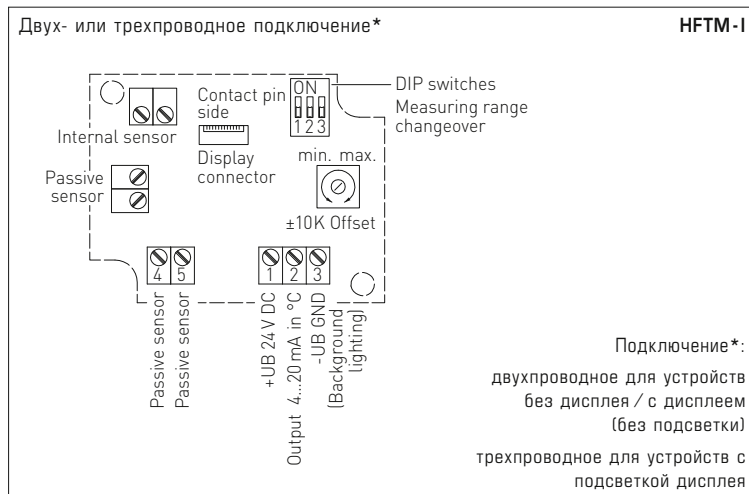 Двух- или трехпроводное подключение*
HFTM-I
ON
1 2 3
DIP switches
Measuring range
changeover
Contact pin
side
Internal sensor
Display
connector
Passive
sensor
min. max.
±10K Offset
4 5
1 2 3
Passive sensor
Passive sensor
+UB 24 V DC
Output 4...20 mA in °C
-UB GND
(Background
lighting)
Подключение*:
двухпроводное для устройств
без дисплея / с дисплеем
(без подсветки)
трехпроводное для устройств с
подсветкой дисплея